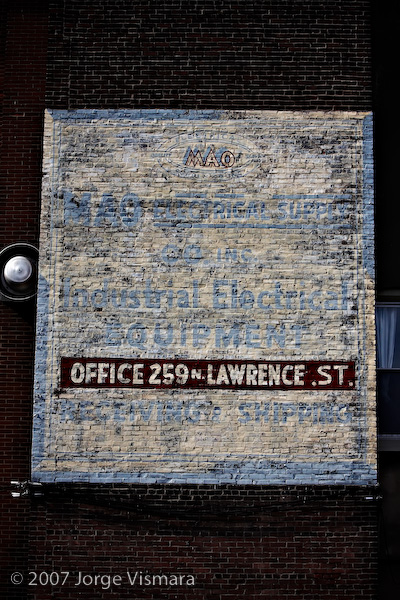 MAO
MAO ELECTRICAL SUPPLY
CO. INC.
Industrial Electrical
EQUIPMENT
OFFICE 259 N. LAWRENCE . ST.
RECEIVING & SHIPPING
© 2007 Jorge Vismara